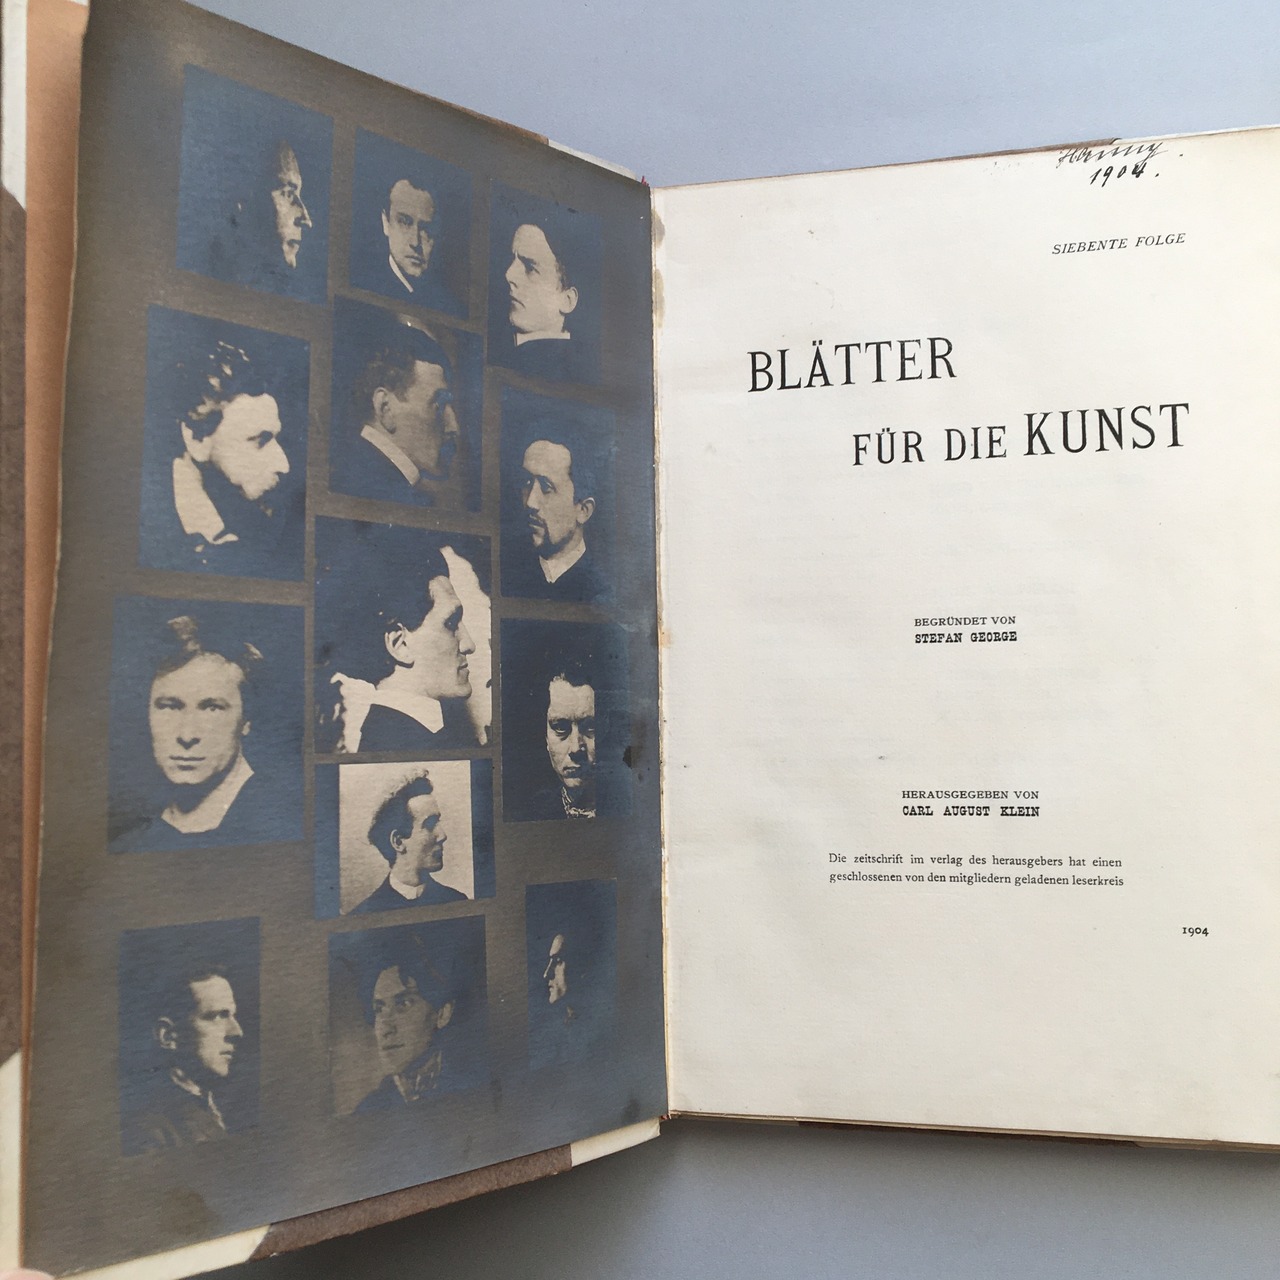 1904.
SIEBENTE FOLGE
BLÄTTER
FÜR DIE KUNST
BEGRÜNDET VON
STEFAN GEORGE
HERAUSGEGEBEN VON
CARL AUGUST KLEIN
Die zeitschrift im verlag des herausgebers hat einen
geschlossenen von den mitgliedern geladenen leserkreis
1904